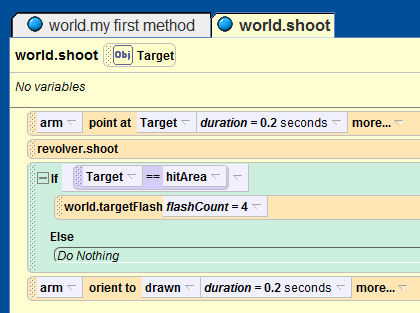 world.my first method world.shoot
world.shoot Obj Target
No variables
arm point at Target duration = 0.2 seconds more...
revolver.shoot
If Target == hitArea
world.targetFlash flashCount = 4
Else
Do Nothing
arm orient to drawn duration = 0.2 seconds more...